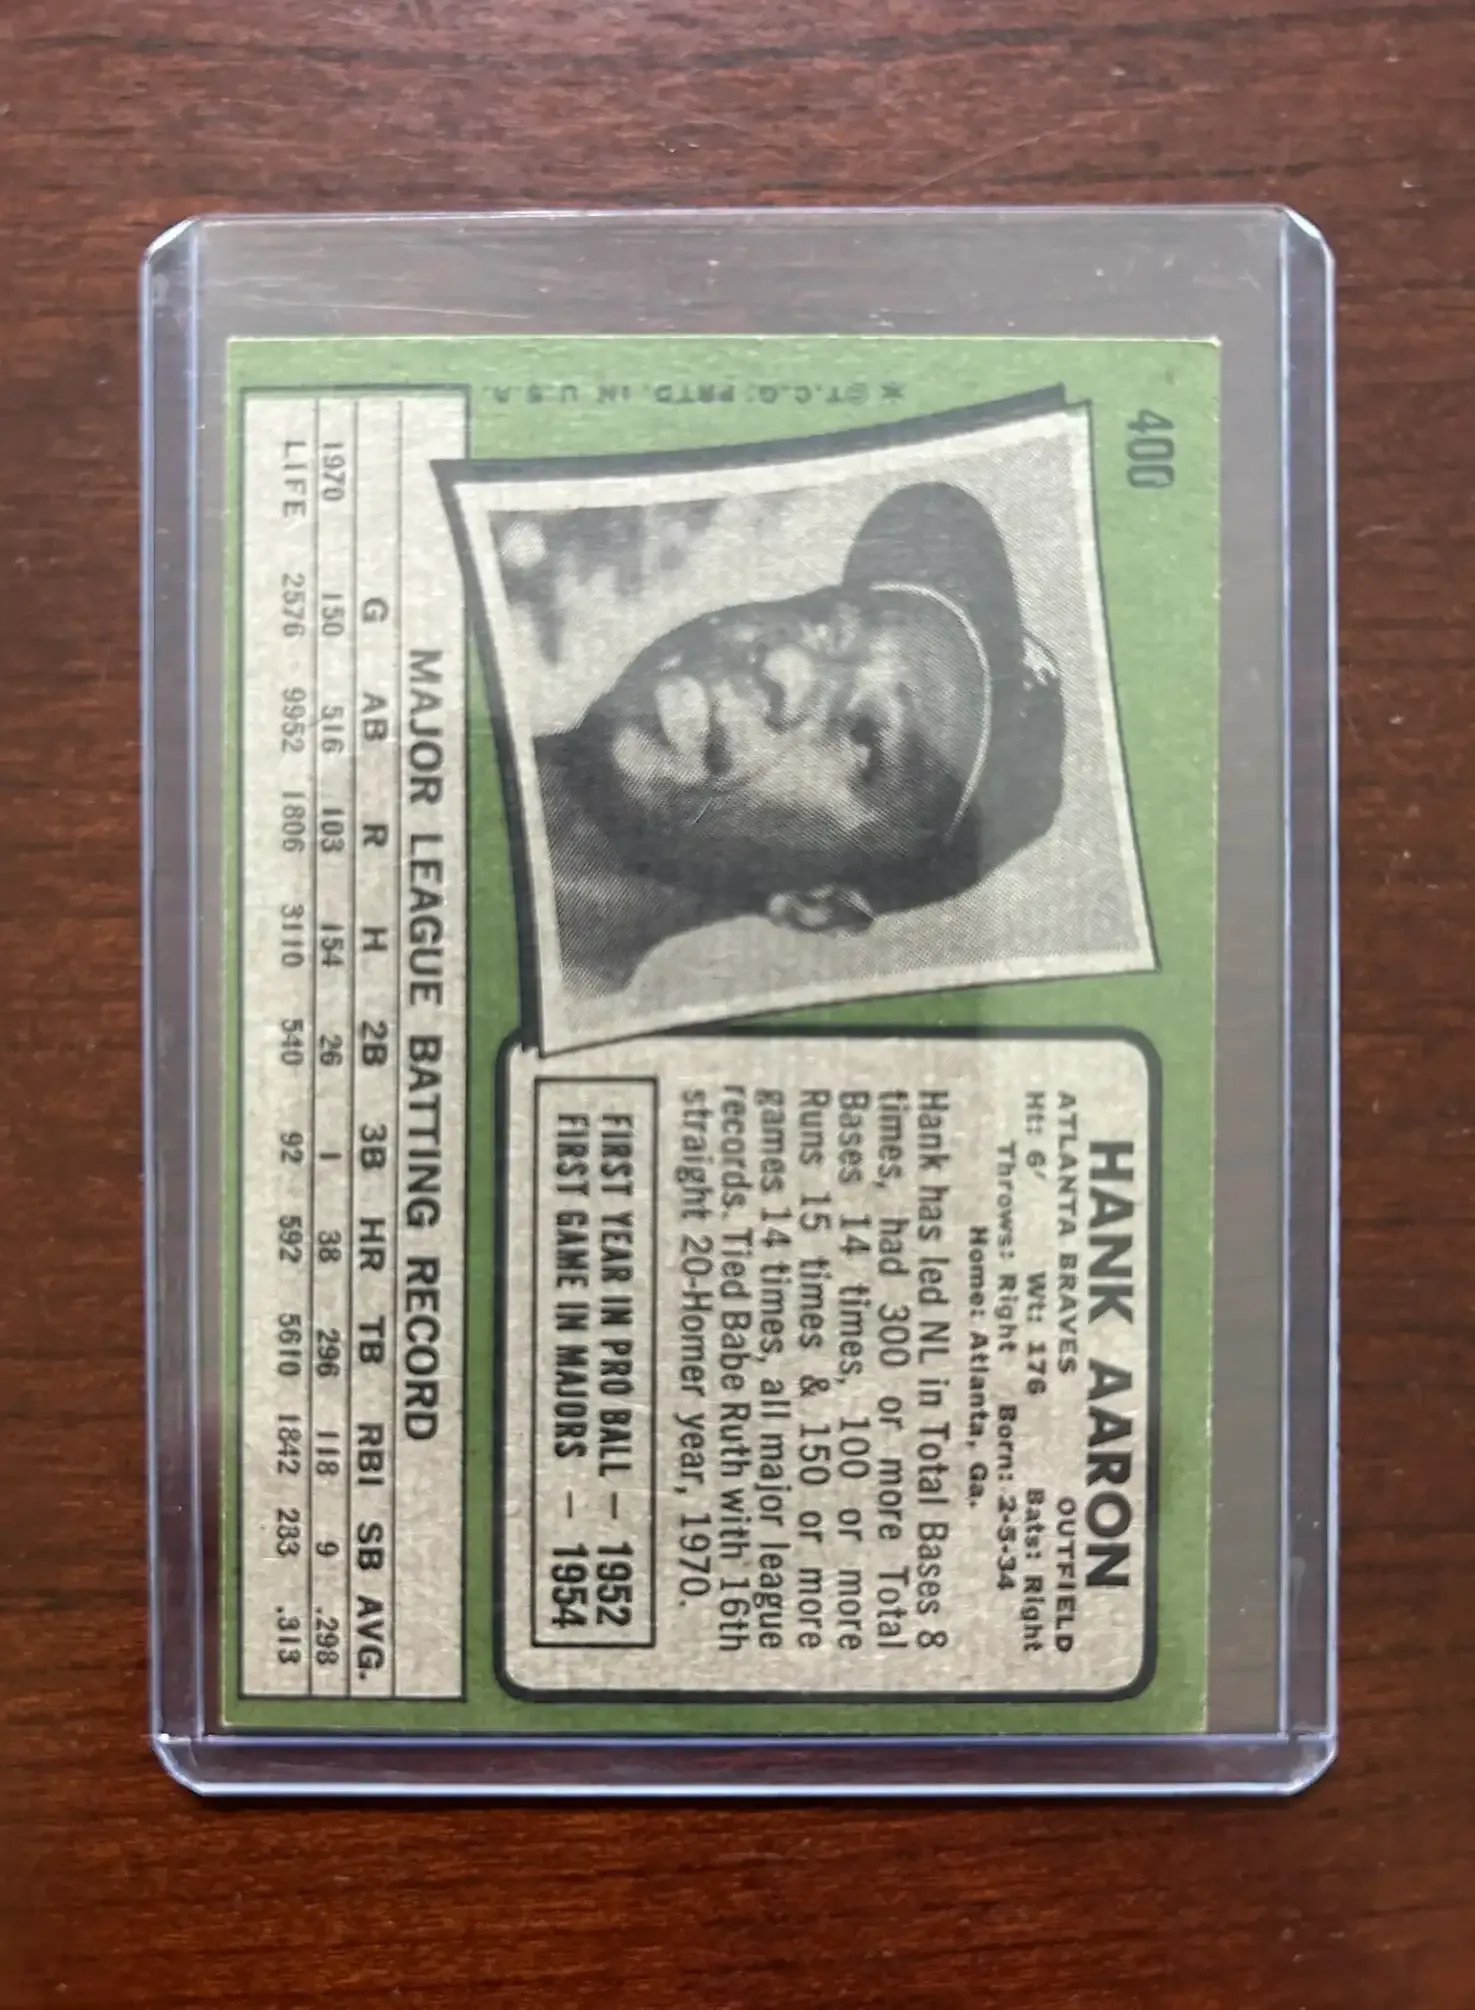 400
HANK AARON
ATLANTA BRAVES OUTFIELD
Ht: 6' Wt: 176 Bats: Right
Throws: Right Born: 2-5-34
Home: Atlanta, Ga.
Hank has led NL in Total Bases 8
times, had 300 or more Total
Bases 14 times, 100 or more
Runs 15 times & 150 or more
games 14 times, all major league
records. Tied Babe Ruth with 16th
straight 20-Homer year, 1970.
FIRST YEAR IN PRO BALL — 1952
FIRST GAME IN MAJORS — 1954
*©T.C.G. PRTD. IN U.S.A.
MAJOR LEAGUE BATTING RECORD
G AB R H 2B 3B HR TB RBI SB AVG.
1970 150 516 103 154 26 1 38 296 118 9 .298
LIFE 2576 9952 1806 3110 540 92 592 5610 1842 233 .313